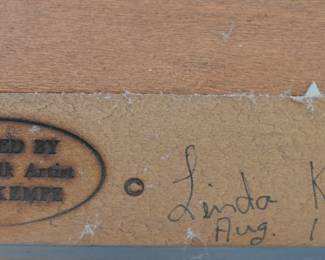 ED BY
k Artist
KEMPE
Linda K
Aug. 1